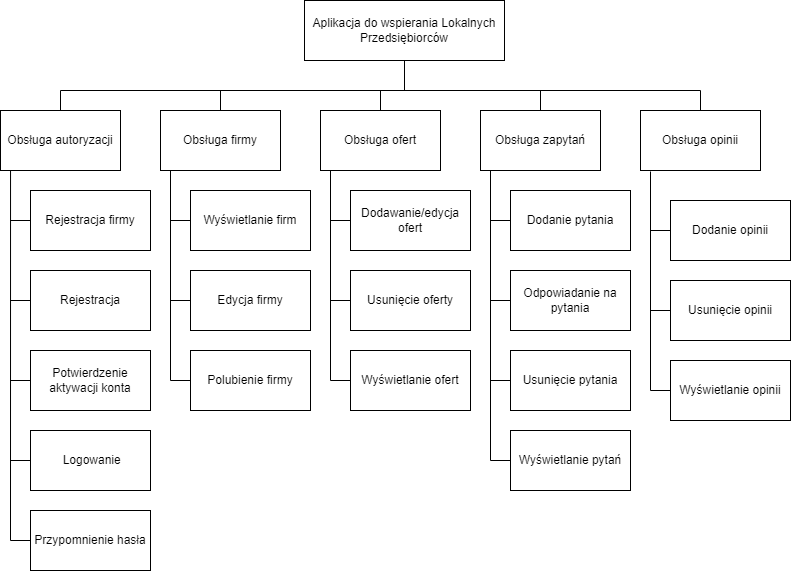 Aplikacja do wspierania Lokalnych
Przedsiębiorców
Obsługa autoryzacji
Obsługa firmy
Obsługa ofert
Obsługa zapytań
Obsługa opinii
Rejestracja firmy
Rejestracja
Potwierdzenie
aktywacji konta
Logowanie
Przypomnienie hasła
Wyświetlanie firm
Edycja firmy
Polubienie firmy
Dodawanie/edycja
ofert
Usunięcie oferty
Wyświetlanie ofert
Dodanie pytania
Odpowiadanie na
pytania
Usunięcie pytania
Wyświetlanie pytań
Dodanie opinii
Usunięcie opinii
Wyświetlanie opinii